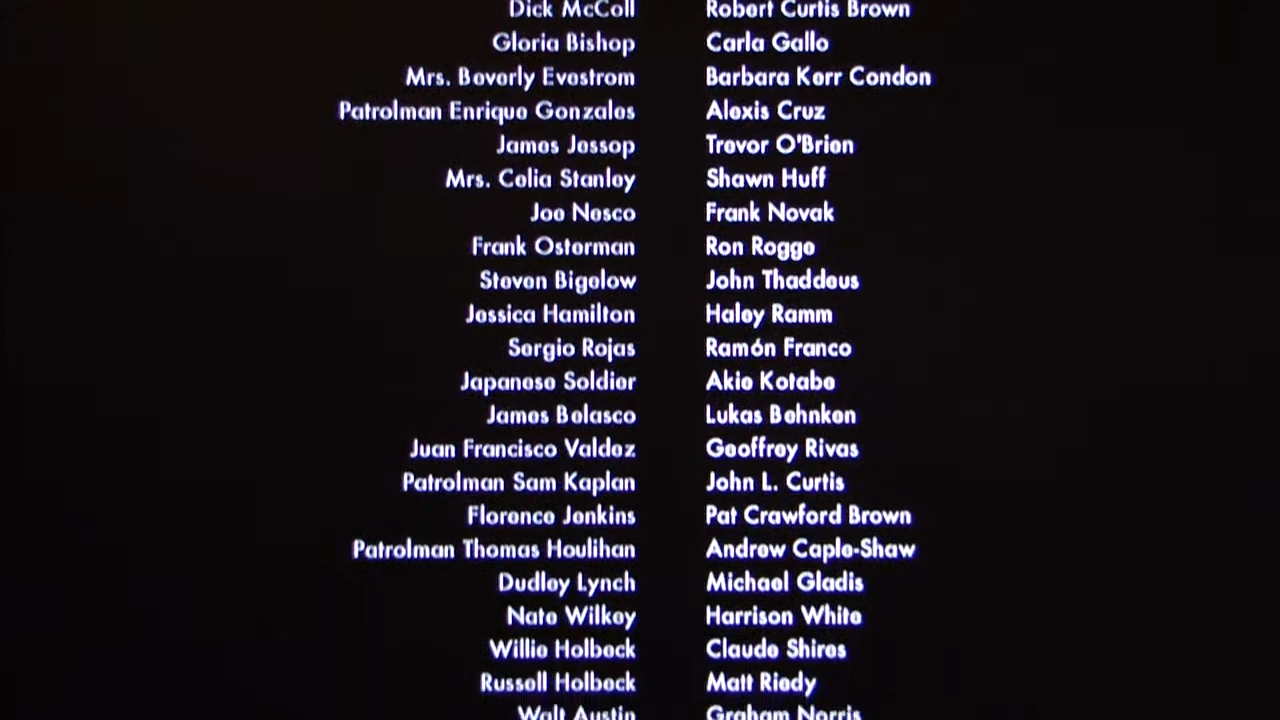 Dick McColl Robert Curtis Brown
Gloria Bishop Carla Gallo
Mrs. Beverly Evestrom Barbara Kerr Condon
Patrolman Enrique Gonzales Alexis Cruz
James Jessop Trevor O'Brien
Mrs. Celia Stanley Shawn Huff
Joe Nesco Frank Novak
Frank Osterman Ron Rogge
Steven Bigelow John Thaddeus
Jessica Hamilton Haley Ramm
Sergio Rojas Ramón Franco
Japanese Soldier Akie Kotabe
James Belasco Lukas Behnken
Juan Francisco Valdez Geoffrey Rivas
Patrolman Sam Kaplan John L. Curtis
Florence Jenkins Pat Crawford Brown
Patrolman Thomas Houlihan Andrew Caple-Shaw
Dudley Lynch Michael Gladis
Nate Wilkey Harrison White
Willie Holbeck Claude Shires
Russell Holbeck Matt Riedy
Walt Austin Graham Norris